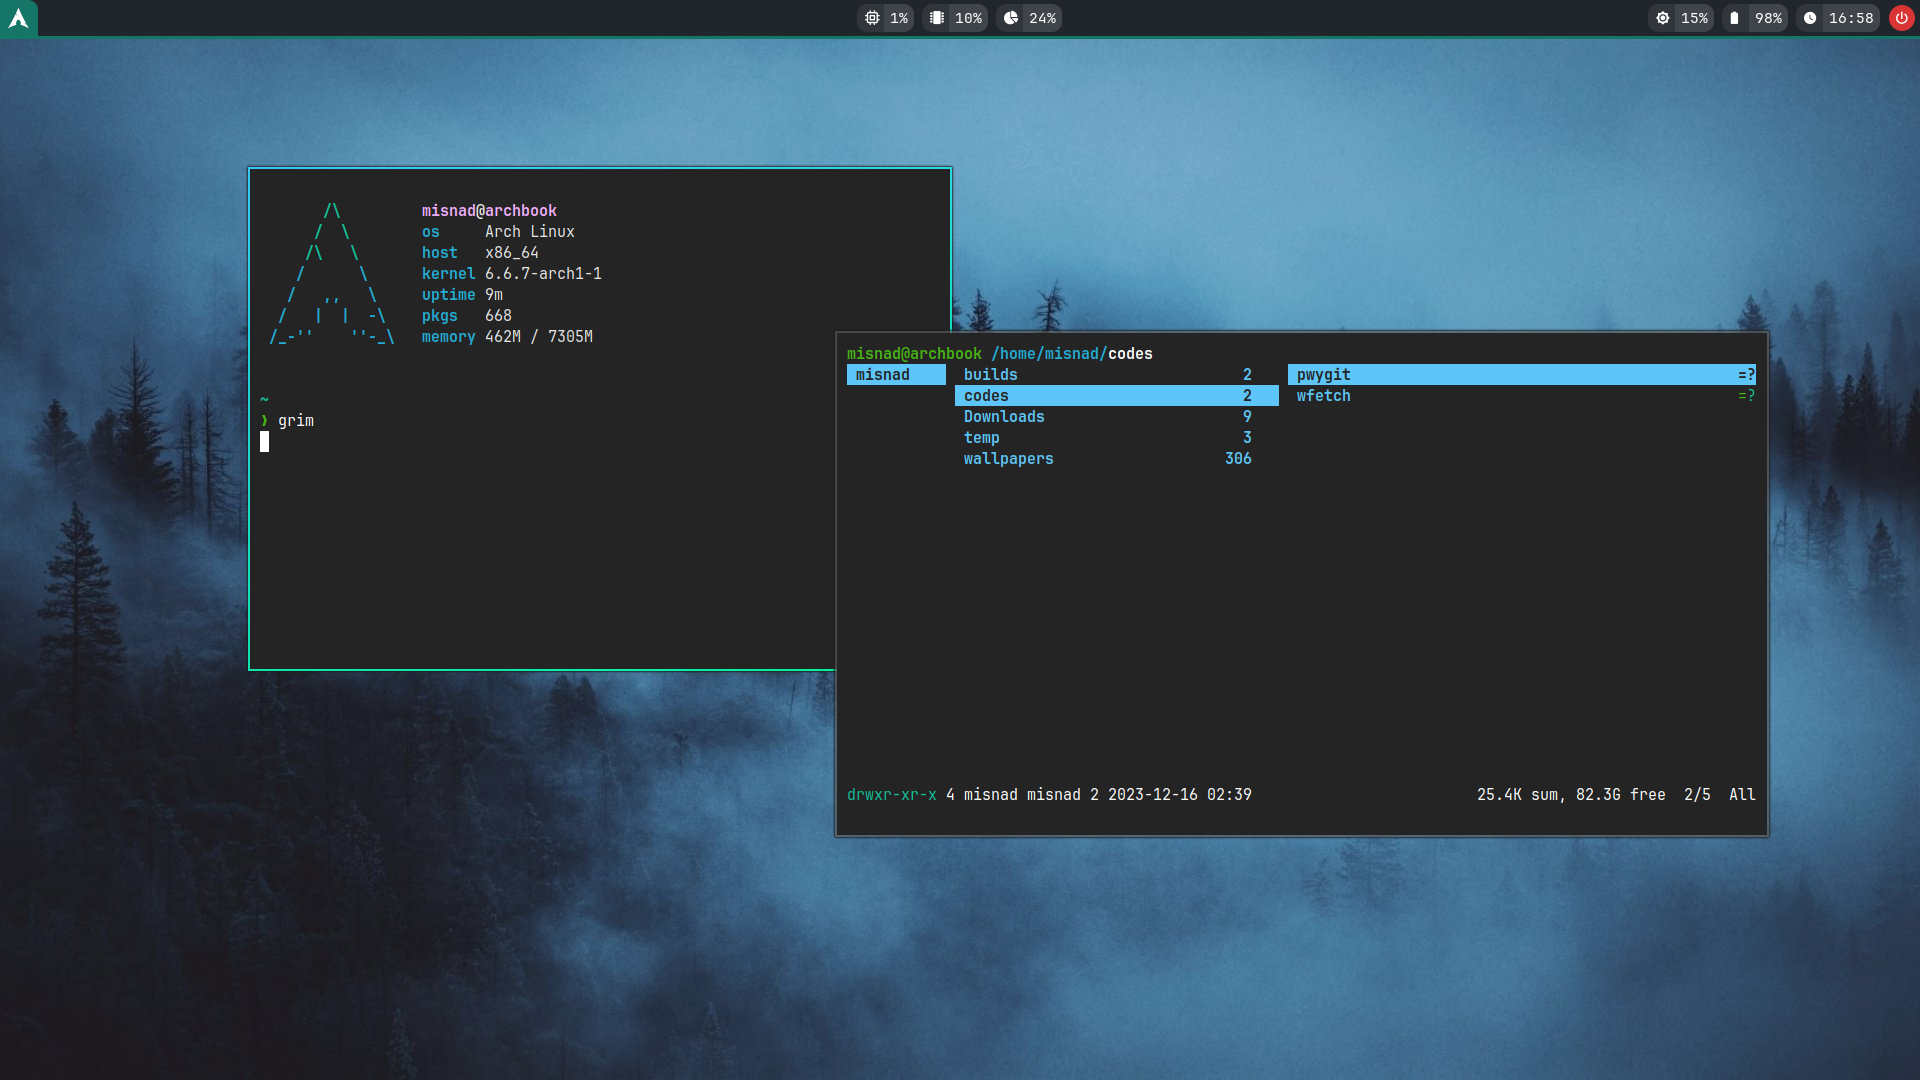 1% 10% 24% 15% 98% 16:58
misnad@archbook
os Arch Linux
host x86_64
kernel 6.6.7-arch1-1
uptime 9m
pkgs 668
memory 462M / 7305M
~
❯ grim
misnad@archbook /home/misnad/codes
misnad builds 2 pwygit =?
codes 2 wfetch =?
Downloads 9
temp 3
wallpapers 306
drwxr-xr-x 4 misnad misnad 2 2023-12-16 02:39 25.4K sum, 82.3G free 2/5 All